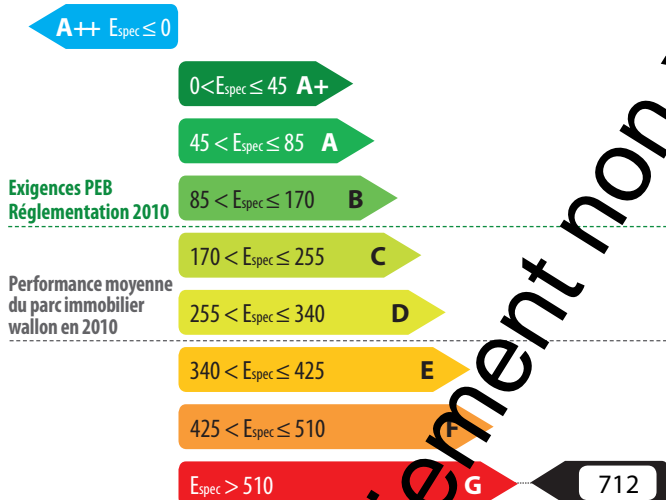 A++ Espec ≤ 0
0<Espec ≤ 45 A+
45 < Espec ≤ 85 A
Exigences PEB
Réglementation 2010
85 < Espec ≤ 170 B
170 < Espec ≤ 255 C
Performance moyenne
du parc immobilier
wallon en 2010
255 < Espec ≤ 340 D
340 < Espec ≤ 425 E
425 < Espec ≤ 510 F
Espec > 510 G
712
non